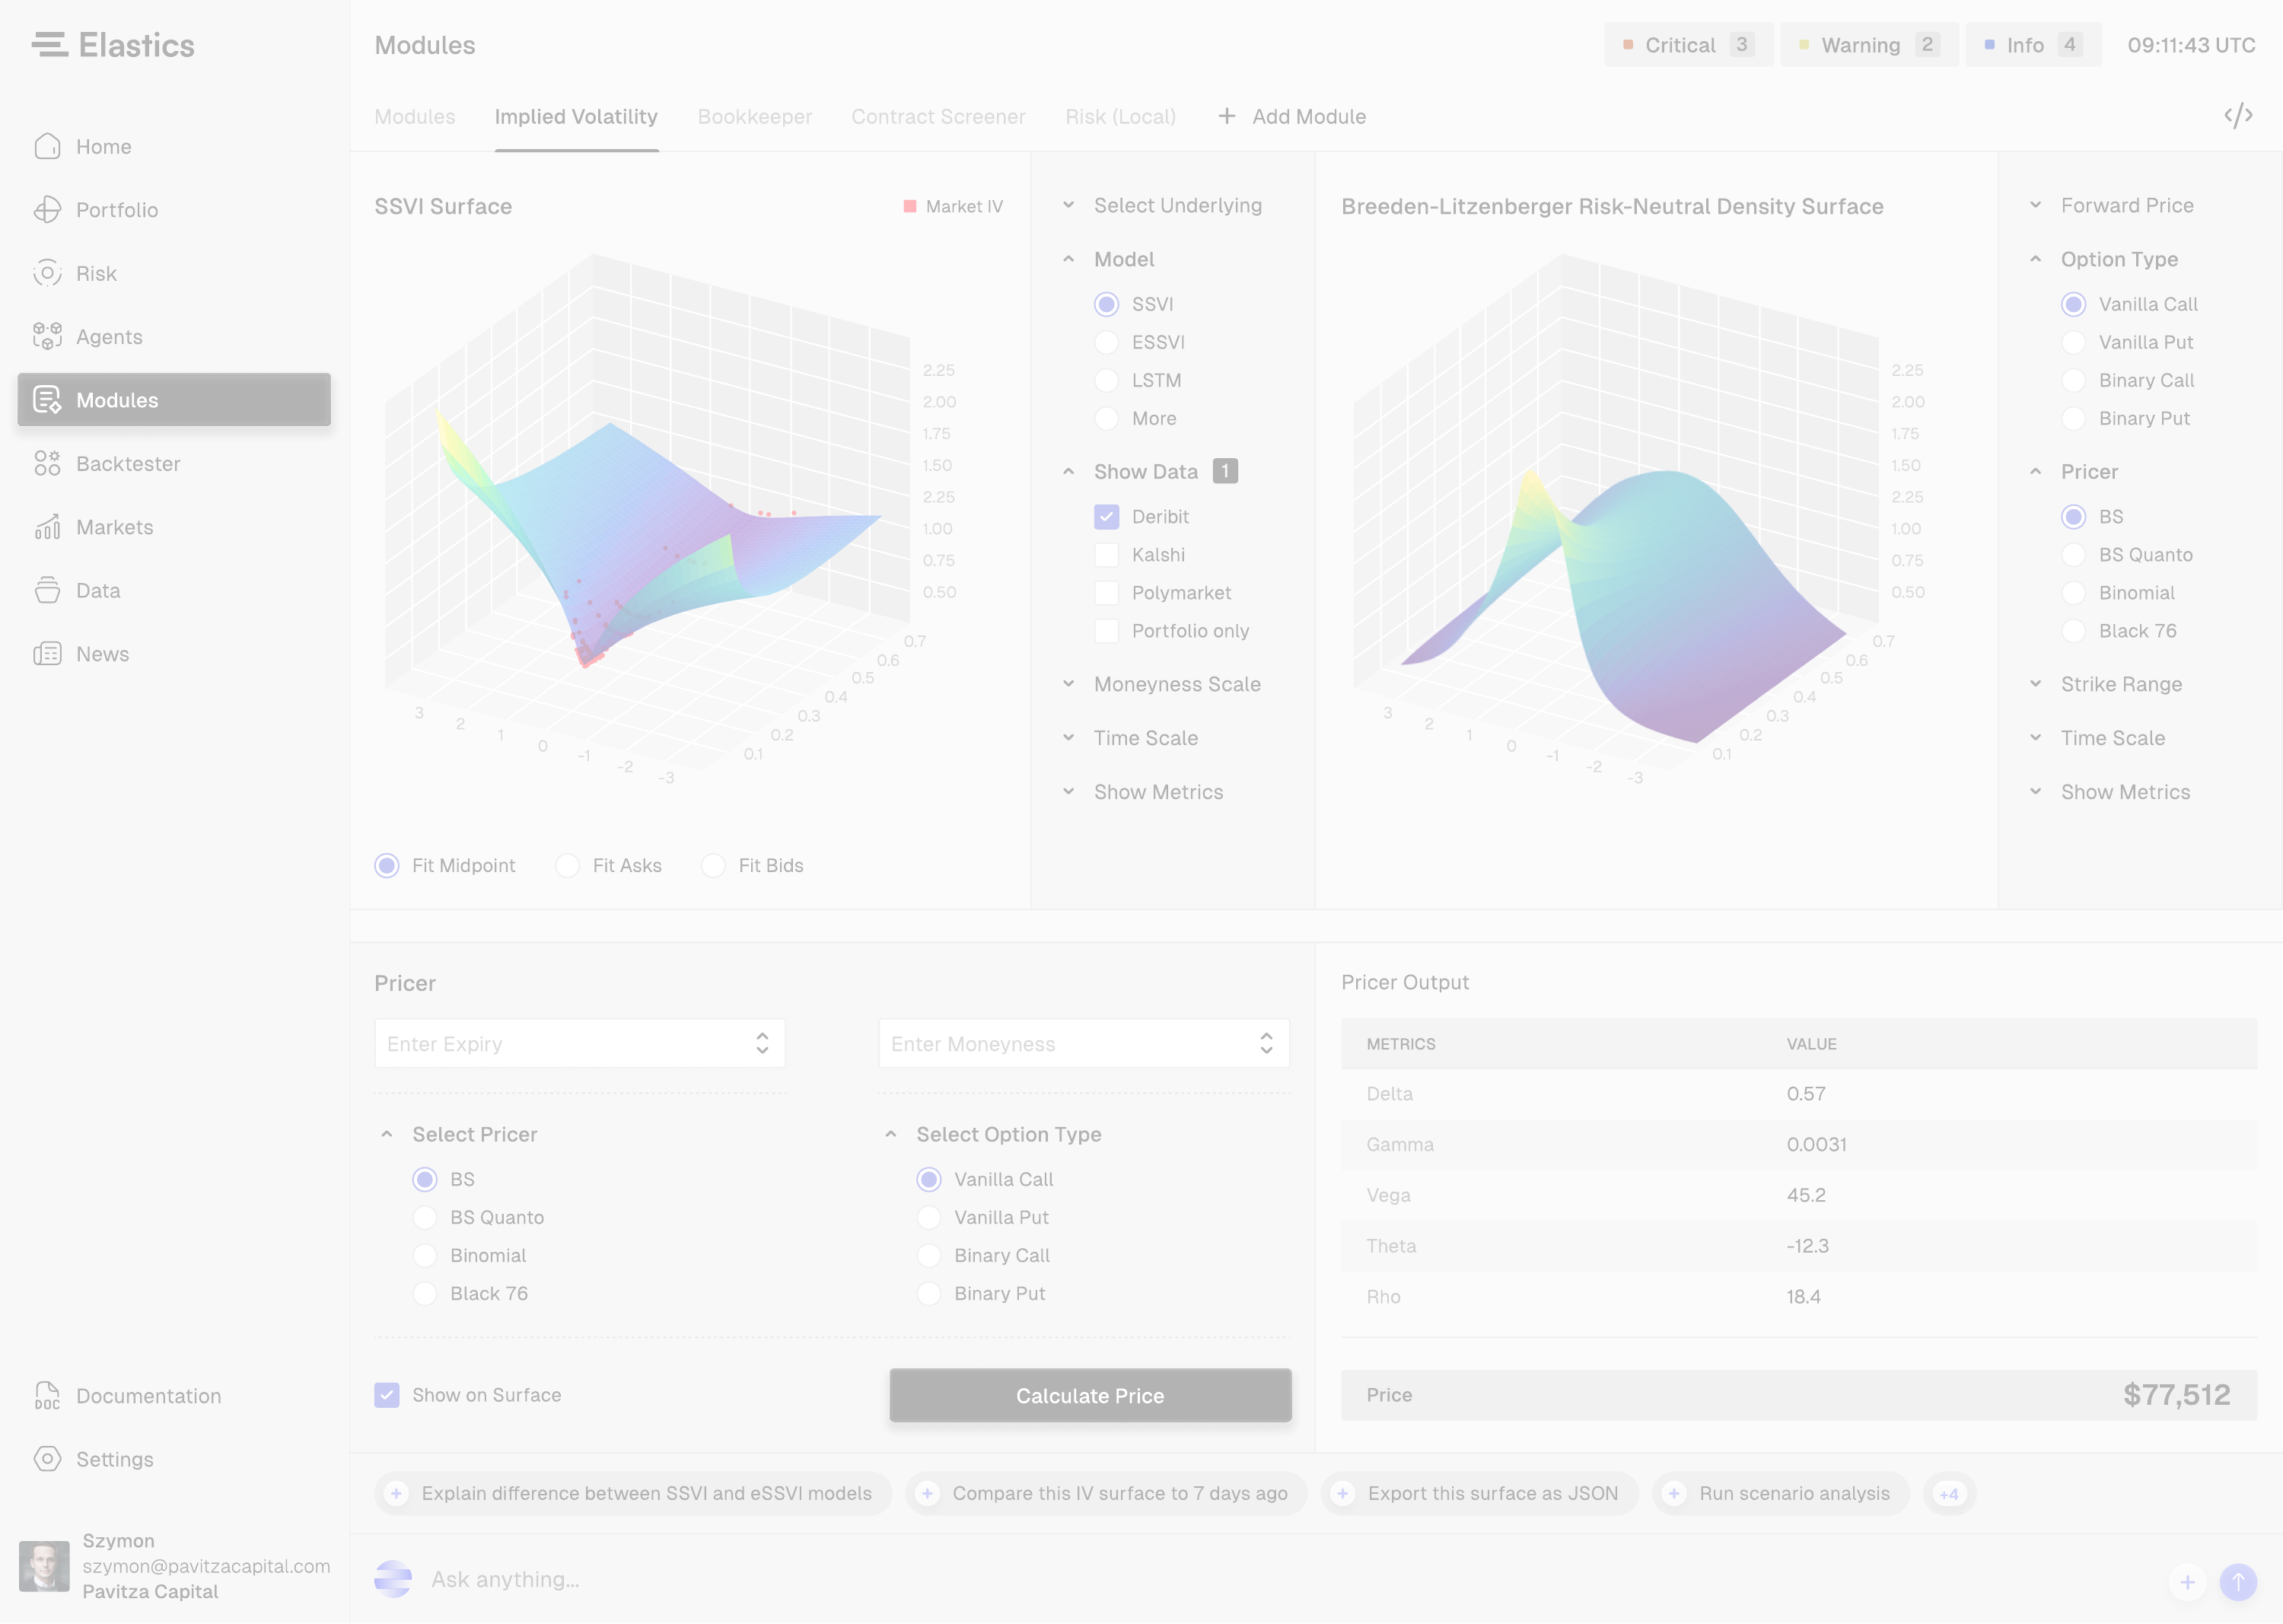 Elastics
Home
Portfolio
Risk
Agents
Modules
Backtester
Markets
Data
News
Documentation
DOC
Settings
Szymon
szymon@pavitzacapital.com
Pavitza Capital
Modules
Critical 3
Warning 2
Info 4
09:11:43 UTC
Modules
Implied Volatility
Bookkeeper
Contract Screener
Risk (Local)
+ Add Module
</>
SSVI Surface
Market IV
2.25
2.00
1.75
1.50
2.25
1.00
0.75
0.50
0.7
0.6
0.5
0.4
0.3
0.2
0.1
3
2
1
0
-1
-2
-3
Fit Midpoint
Fit Asks
Fit Bids
Select Underlying
Model
SSVI
ESSVI
LSTM
More
Show Data 1
Deribit
Kalshi
Polymarket
Portfolio only
Moneyness Scale
Time Scale
Show Metrics
Breeden-Litzenberger Risk-Neutral Density Surface
2.25
2.00
1.75
1.50
2.25
1.00
0.75
0.50
0.7
0.6
0.5
0.4
0.3
0.2
0.1
3
2
1
0
-1
-2
-3
Forward Price
Option Type
Vanilla Call
Vanilla Put
Binary Call
Binary Put
Pricer
BS
BS Quanto
Binomial
Black 76
Strike Range
Time Scale
Show Metrics
Pricer
Enter Expiry
Enter Moneyness
Select Pricer
BS
BS Quanto
Binomial
Black 76
Select Option Type
Vanilla Call
Vanilla Put
Binary Call
Binary Put
Show on Surface
Calculate Price
Pricer Output
METRICS VALUE
Delta 0.57
Gamma 0.0031
Vega 45.2
Theta -12.3
Rho 18.4
Price $77,512
+ Explain difference between SSVI and eSSVI models
+ Compare this IV surface to 7 days ago
+ Export this surface as JSON
+ Run scenario analysis
+4
Ask anything...